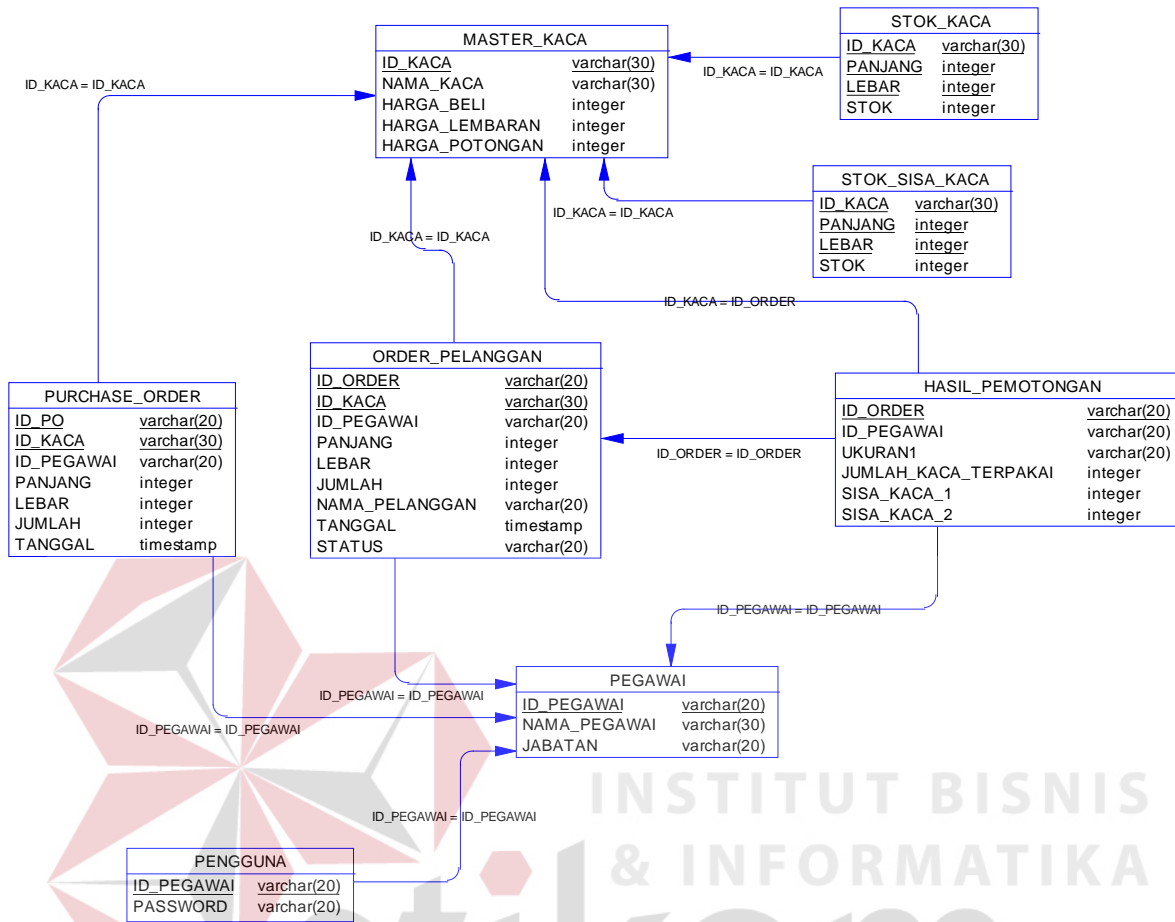 MASTER_KACA
ID_KACA varchar(30)
NAMA_KACA varchar(30)
HARGA_BELI integer
HARGA_LEMBARAN integer
HARGA_POTONGAN integer
STOK_KACA
ID_KACA varchar(30)
PANJANG integer
LEBAR integer
STOK integer
ID_KACA = ID_KACA
ID_KACA = ID_KACA
STOK_SISA_KACA
ID_KACA varchar(30)
PANJANG integer
LEBAR integer
STOK integer
ID_KACA = ID_KACA
ID_KACA = ID_KACA
ID_KACA = ID_ORDER
PURCHASE_ORDER
ID_PO varchar(20)
ID_KACA varchar(30)
ID_PEGAWAI varchar(20)
PANJANG integer
LEBAR integer
JUMLAH integer
TANGGAL timestamp
ORDER_PELANGGAN
ID_ORDER varchar(20)
ID_KACA varchar(30)
ID_PEGAWAI varchar(20)
PANJANG integer
LEBAR integer
JUMLAH integer
NAMA_PELANGGAN varchar(20)
TANGGAL timestamp
STATUS varchar(20)
ID_ORDER = ID_ORDER
HASIL_PEMOTONGAN
ID_ORDER varchar(20)
ID_PEGAWAI varchar(20)
UKURAN1 varchar(20)
JUMLAH_KACA_TERPAKAI integer
SISA_KACA_1 integer
SISA_KACA_2 integer
ID_PEGAWAI = ID_PEGAWAI
ID_PEGAWAI = ID_PEGAWAI
ID_PEGAWAI = ID_PEGAWAI
PEGAWAI
ID_PEGAWAI varchar(20)
NAMA_PEGAWAI varchar(30)
JABATAN varchar(20)
ID_PEGAWAI = ID_PEGAWAI
PENGGUNA
ID_PEGAWAI varchar(20)
PASSWORD varchar(20)
INSTITUT BISNIS
& INFORMATIKA